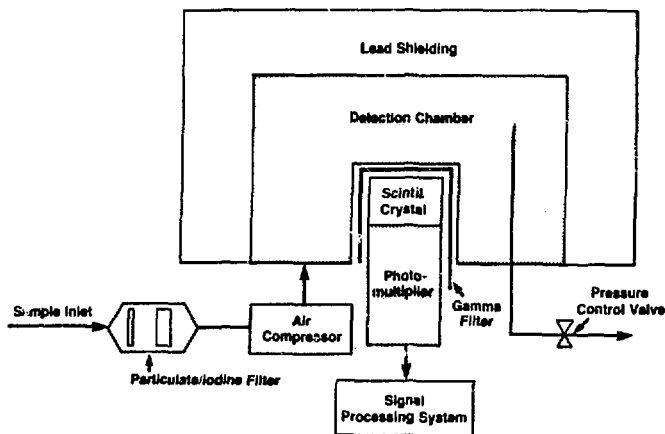 Lead Shielding
Detection Chamber
Scintil.
Crystal
Photo-
multiplier
Gamma
Filter
Pressure
Control Valve
Sample Inlet
Air
Compressor
Particulate/Iodine Filter
Signal
Processing System